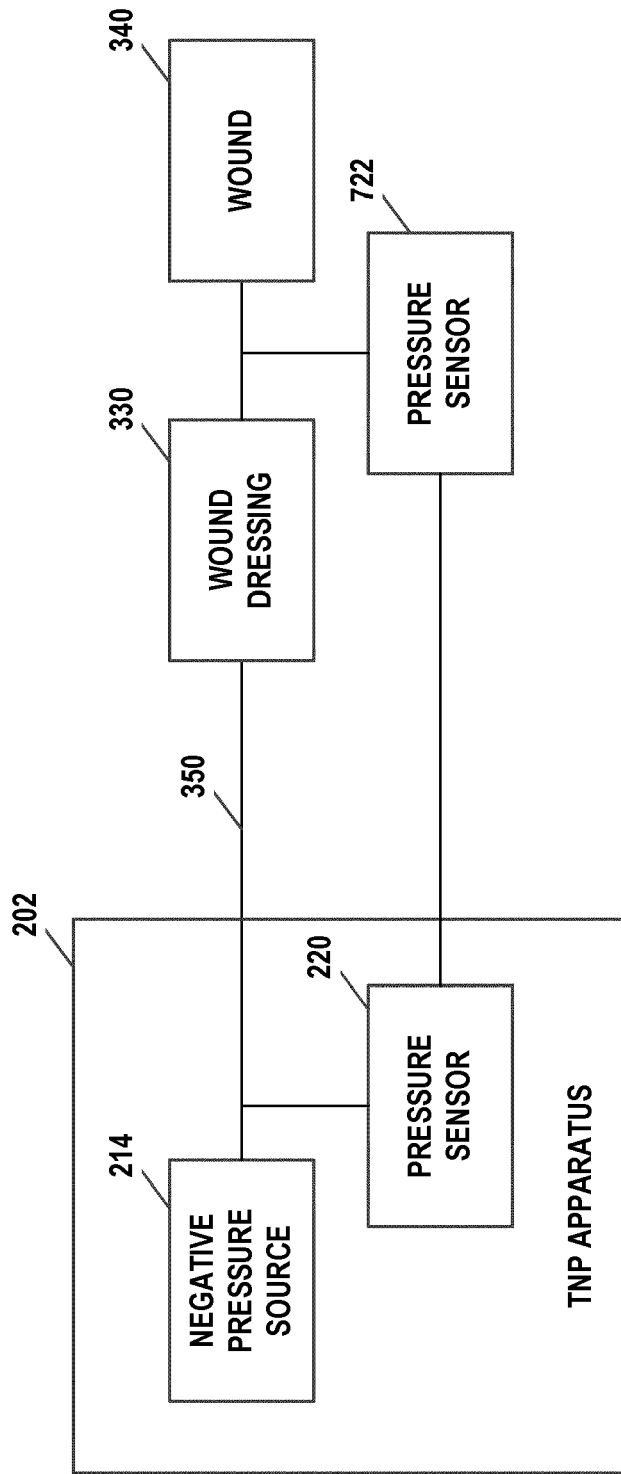 202
214
NEGATIVE
PRESSURE
SOURCE
220
PRESSURE
SENSOR
TNP APPARATUS
350
330
WOUND
DRESSING
340
WOUND
722
PRESSURE
SENSOR